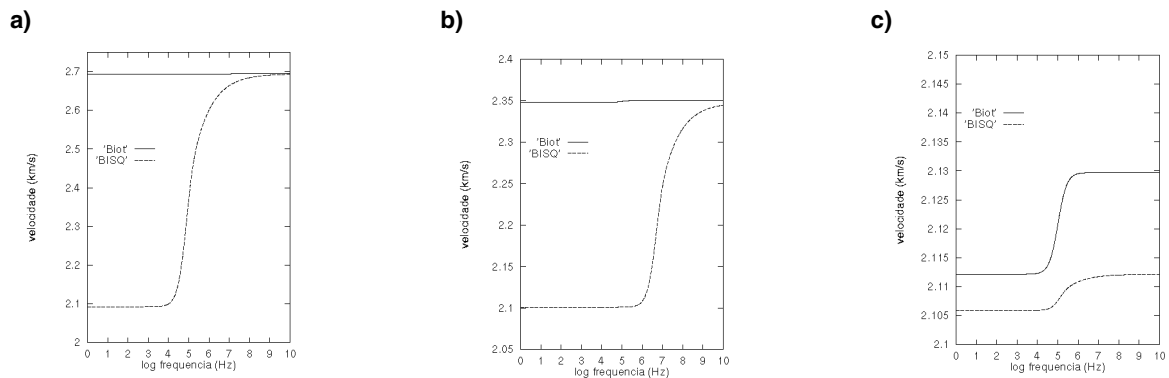 a)
2.7
2.6
2.5
2.4
2.3
2.2
2.1
2
velocidade (km/s)
'Biot'
'BISQ'
0 1 2 3 4 5 6 7 8 9 10
log frequencia (Hz)
b)
2.4
2.35
2.3
2.25
2.2
2.15
2.1
2.05
velocidade (km/s)
'Biot'
'BISQ'
0 1 2 3 4 5 6 7 8 9 10
log frequencia (Hz)
c)
2.15
2.145
2.14
2.135
2.13
2.125
2.12
2.115
2.11
2.105
2.1
velocidade (km/s)
'Biot'
'BISQ'
0 1 2 3 4 5 6 7 8 9 10
log frequencia (Hz)